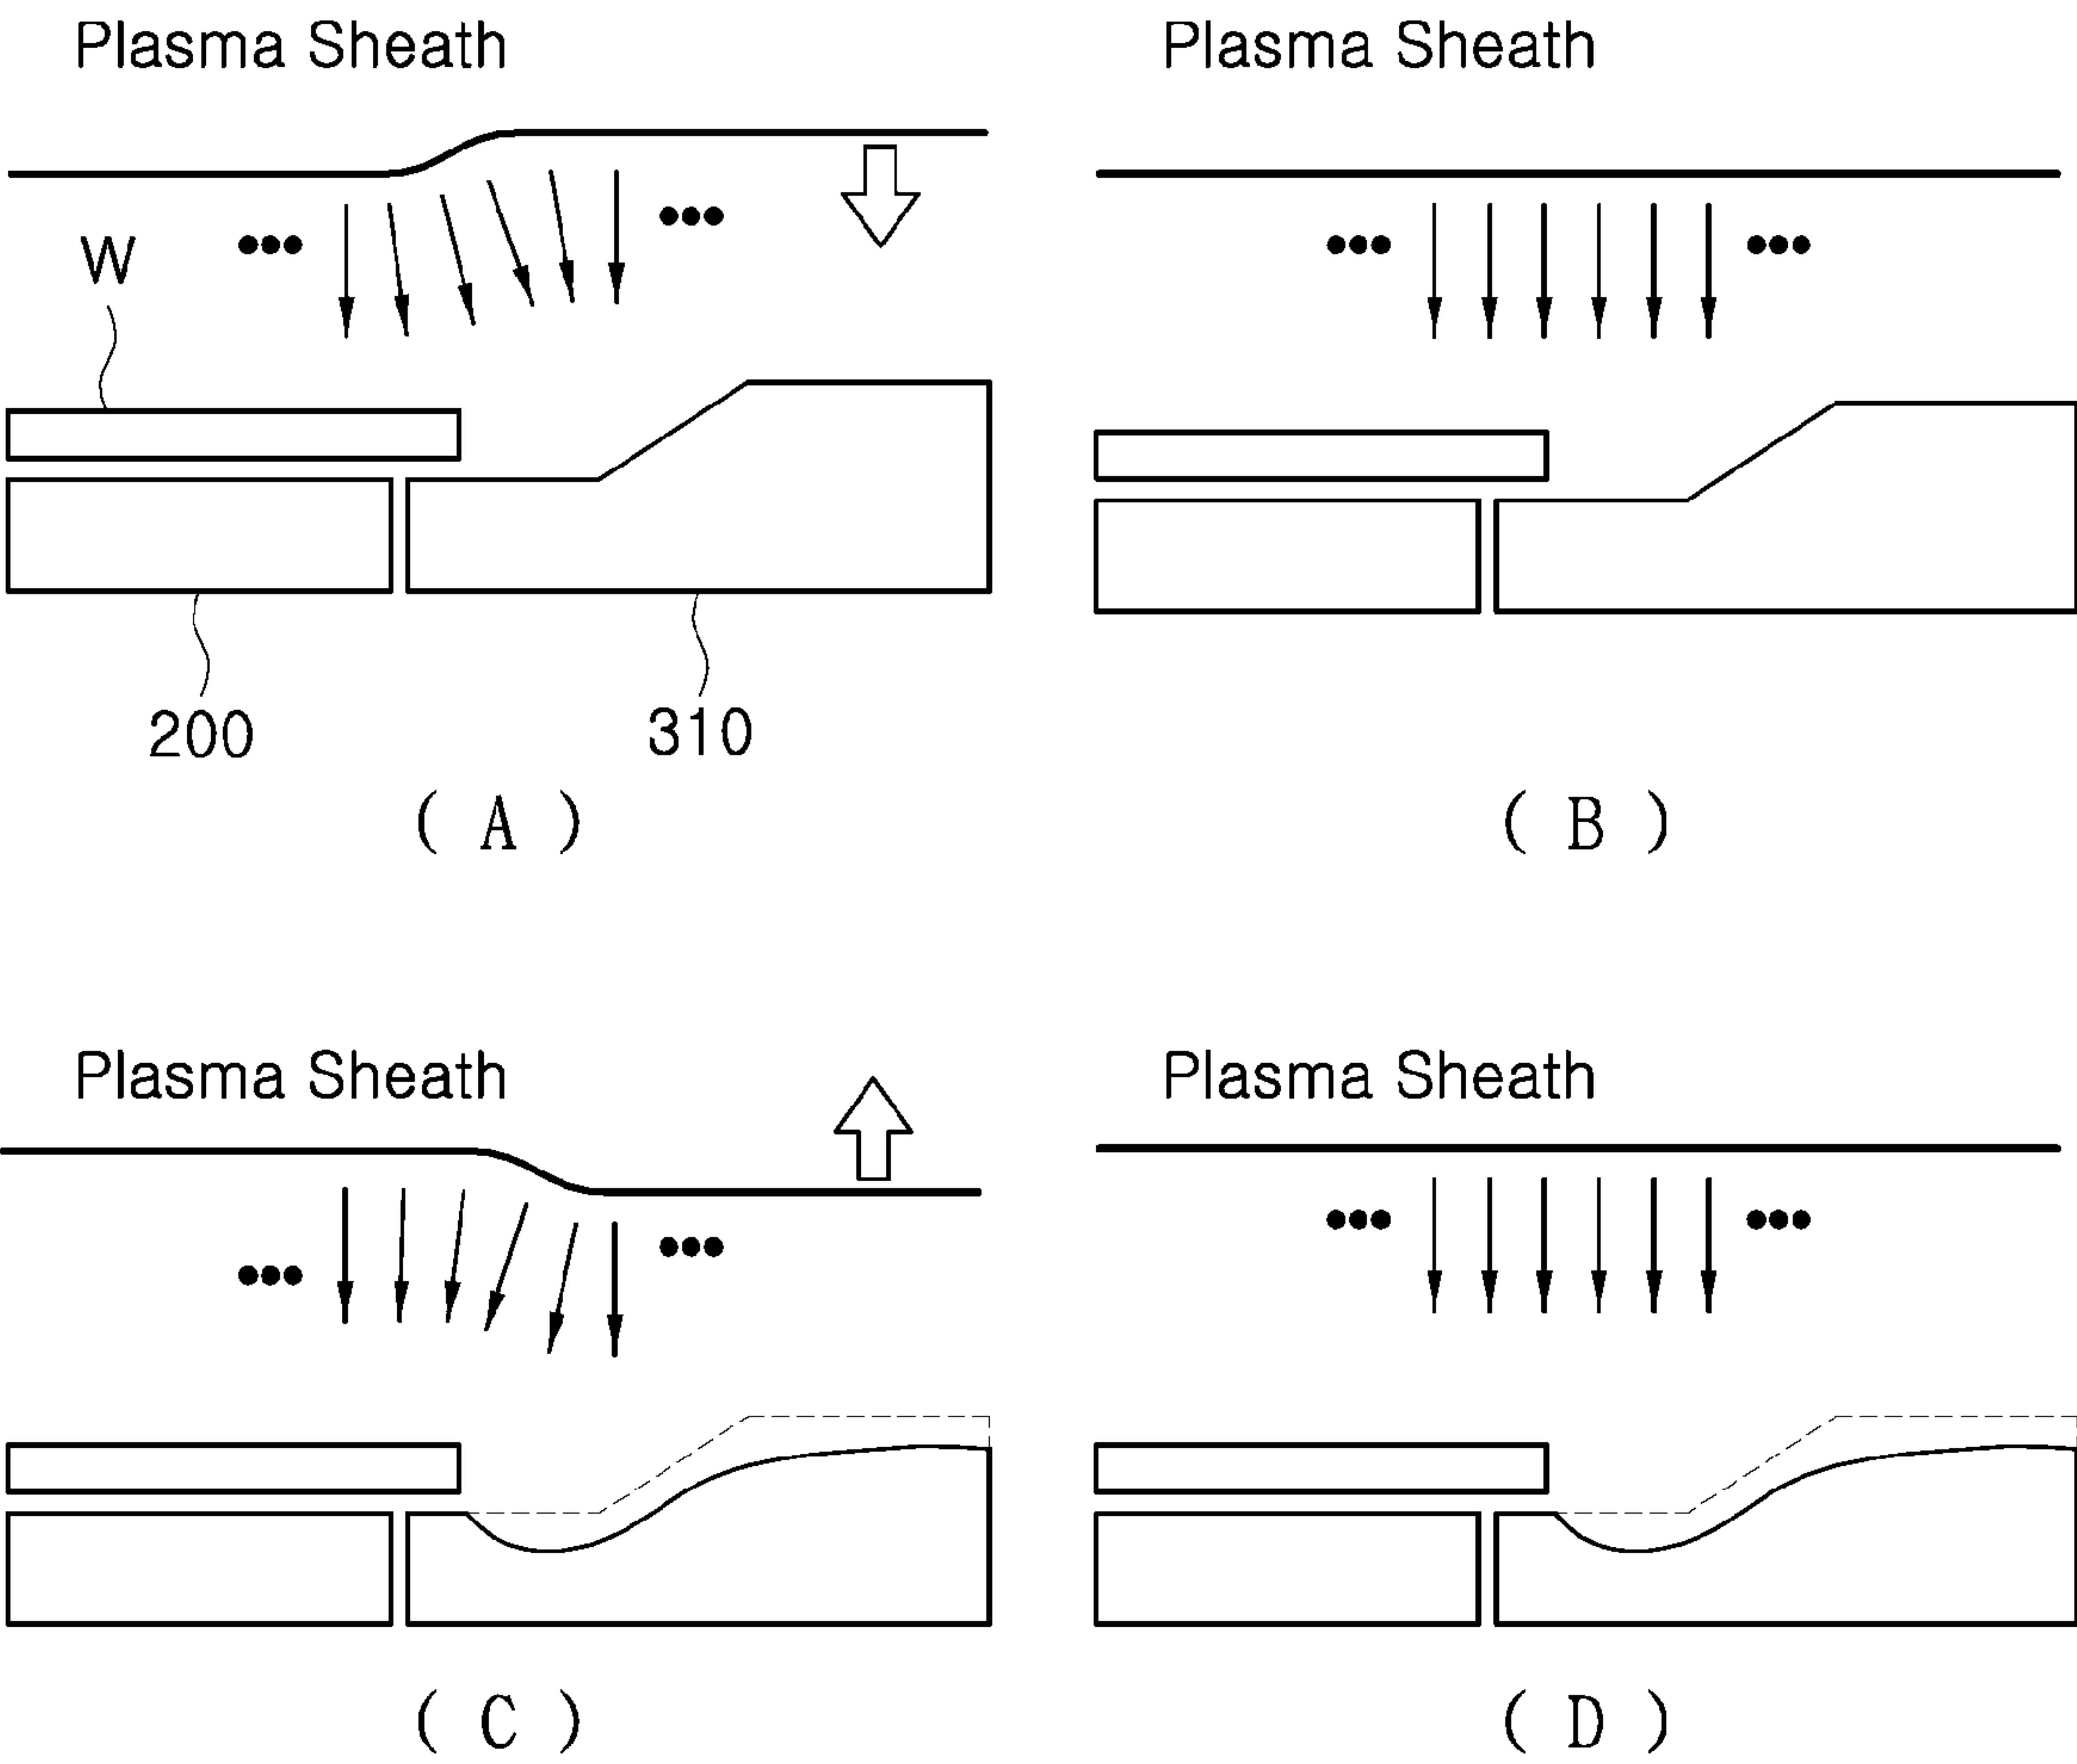 Plasma Sheath
W
200
310
( A )
Plasma Sheath
( B )
Plasma Sheath
( C )
Plasma Sheath
( D )